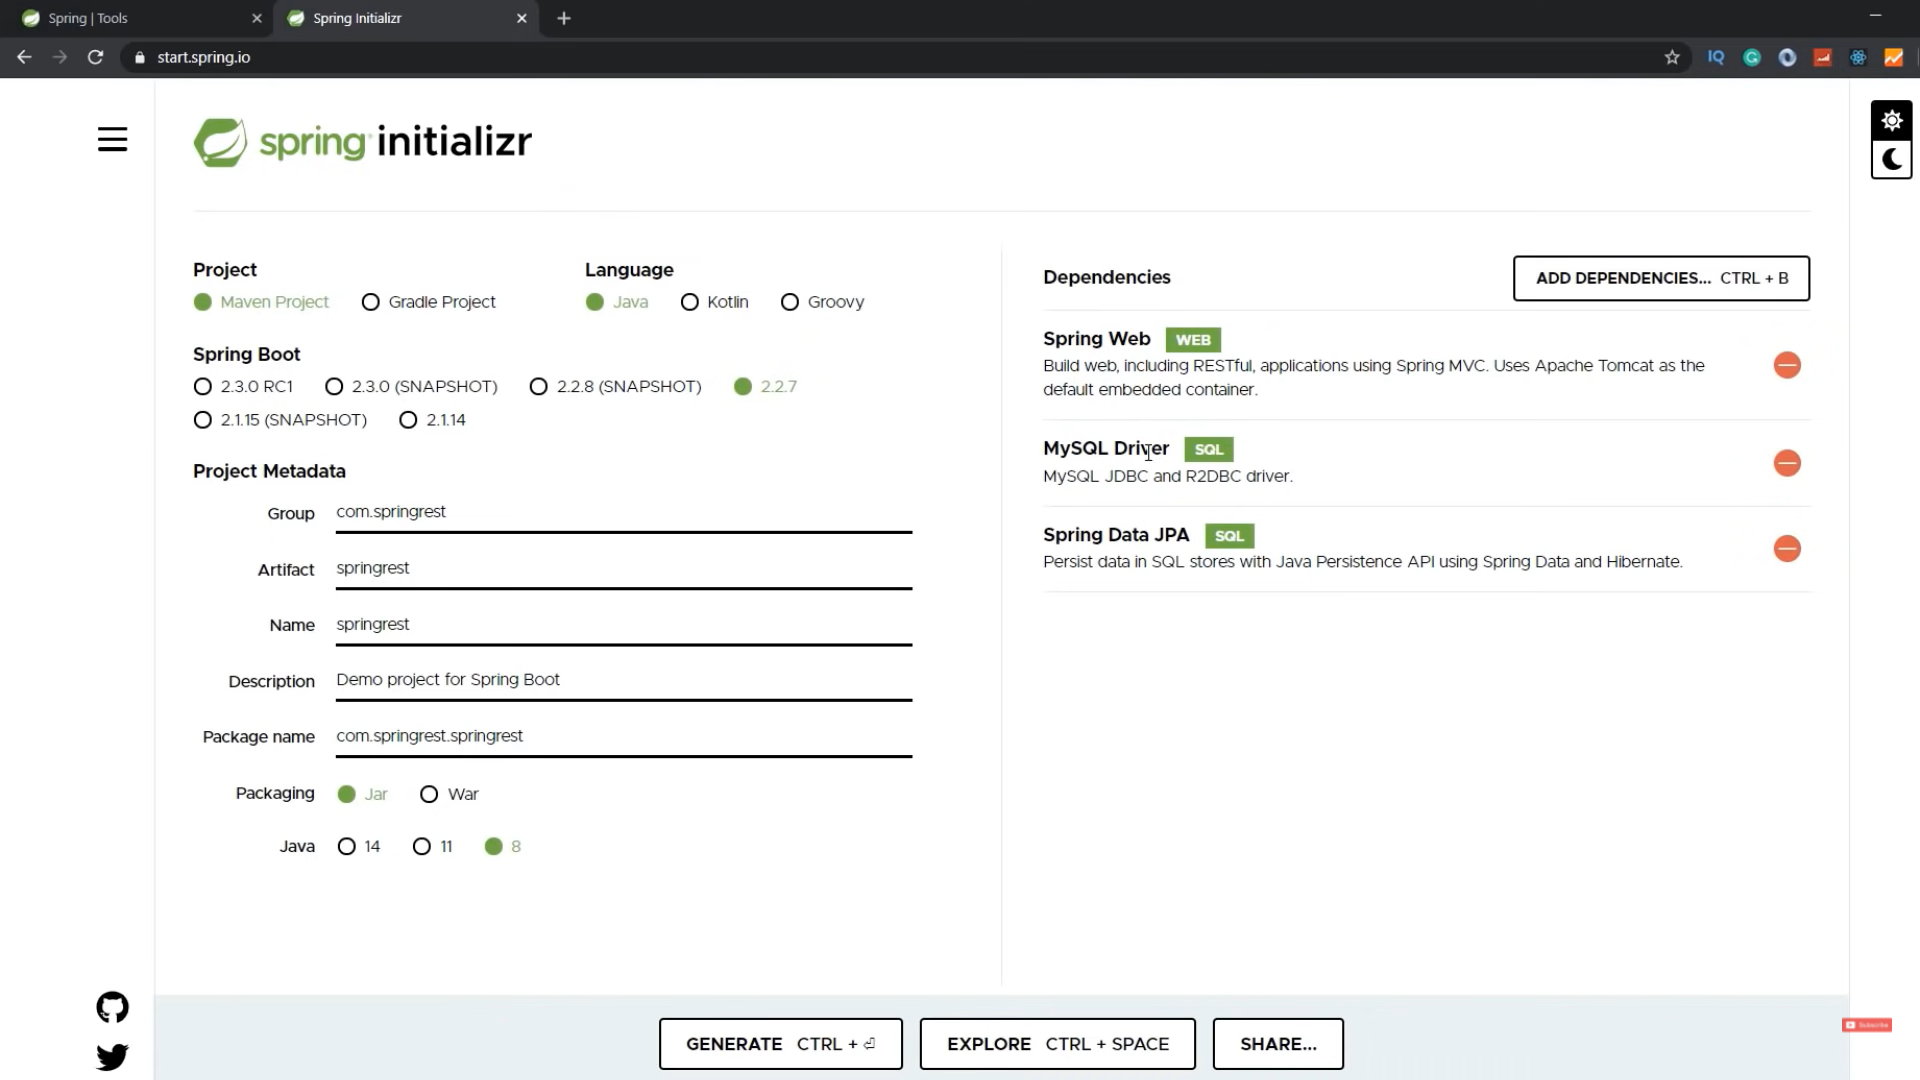 Spring | Tools
Spring Initializr
start.spring.io
IQ
spring initializr
Project
Maven Project
Gradle Project
Language
Java
Kotlin
Groovy
Spring Boot
2.3.0 RC1
2.3.0 (SNAPSHOT)
2.2.8 (SNAPSHOT)
2.2.7
2.1.15 (SNAPSHOT)
2.1.14
Project Metadata
Group com.springrest
Artifact springrest
Name springrest
Description Demo project for Spring Boot
Package name com.springrest.springrest
Packaging Jar War
Java 14 11 8
Dependencies
ADD DEPENDENCIES... CTRL + B
Spring Web WEB
Build web, including RESTful, applications using Spring MVC. Uses Apache Tomcat as the
default embedded container.
MySQL Driver SQL
MySQL JDBC and R2DBC driver.
Spring Data JPA SQL
Persist data in SQL stores with Java Persistence API using Spring Data and Hibernate.
GENERATE CTRL + ⏎
EXPLORE CTRL + SPACE
SHARE...
Subscribe